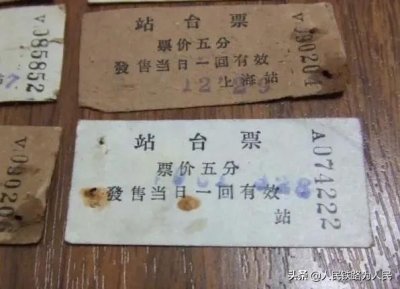 V085852
站台票
票价五分
發售当日一回有效
上海站
站台票
票价五分
發售当日一回有效
站
A0742222
头条 @人民铁路为人民